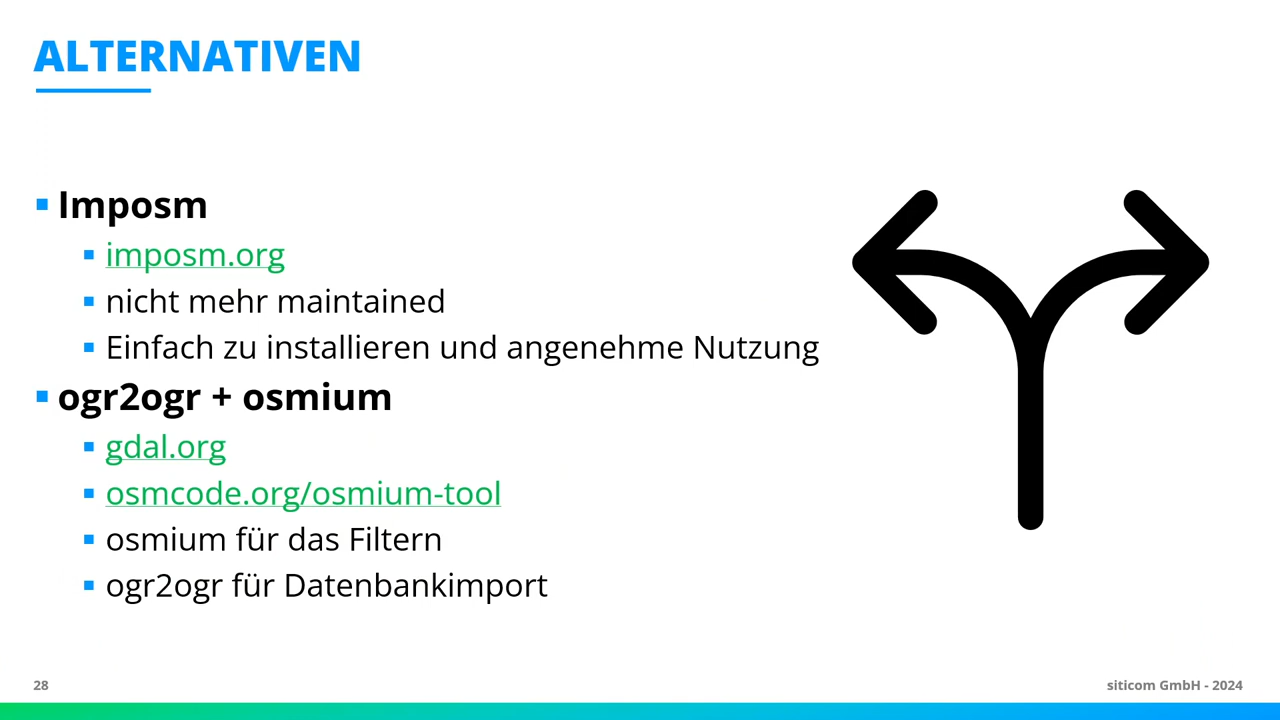 ALTERNATIVEN
Imposm
imposm.org
nicht mehr maintained
Einfach zu installieren und angenehme Nutzung
ogr2ogr + osmium
gdal.org
osmcode.org/osmium-tool
osmium für das Filtern
ogr2ogr für Datenbankimport
28
siticom GmbH - 2024